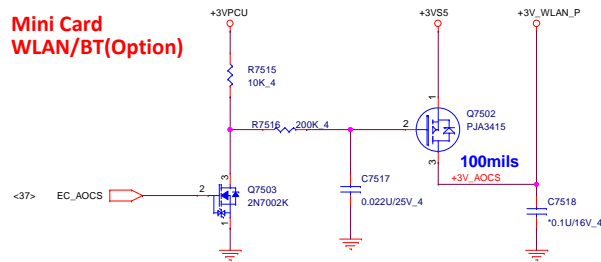 Mini Card
WLAN/BT(Option)
+3VPCU
+3VS5
+3V_WLAN_P
R7515
10K_4
1
Q7502
PJA3415
R7516 200K_4
2
3
100mils
+3V_AOCS
3
Q7503
2N7002K
<37> EC_AOCS
2
1
C7517
0.022U/25V_4
C7518
*0.1U/16V_4